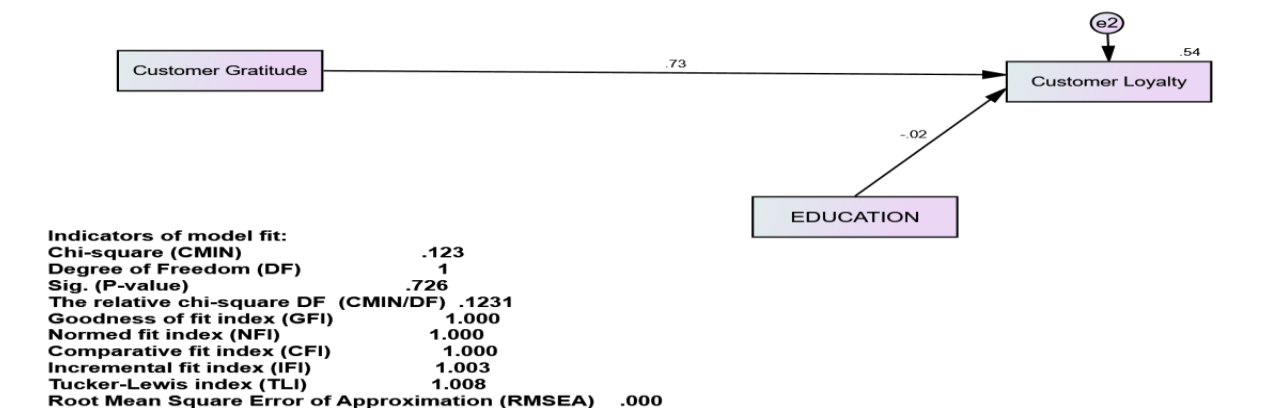 e2
.54
Customer Gratitude
.73
Customer Loyalty
-.02
EDUCATION
Indicators of model fit:
Chi-square (CMIN) .123
Degree of Freedom (DF) 1
Sig. (P-value) .726
The relative chi-square DF (CMIN/DF) .1231
Goodness of fit index (GFI) 1.000
Normed fit index (NFI) 1.000
Comparative fit index (CFI) 1.000
Incremental fit index (IFI) 1.003
Tucker-Lewis index (TLI) 1.008
Root Mean Square Error of Approximation (RMSEA) .000